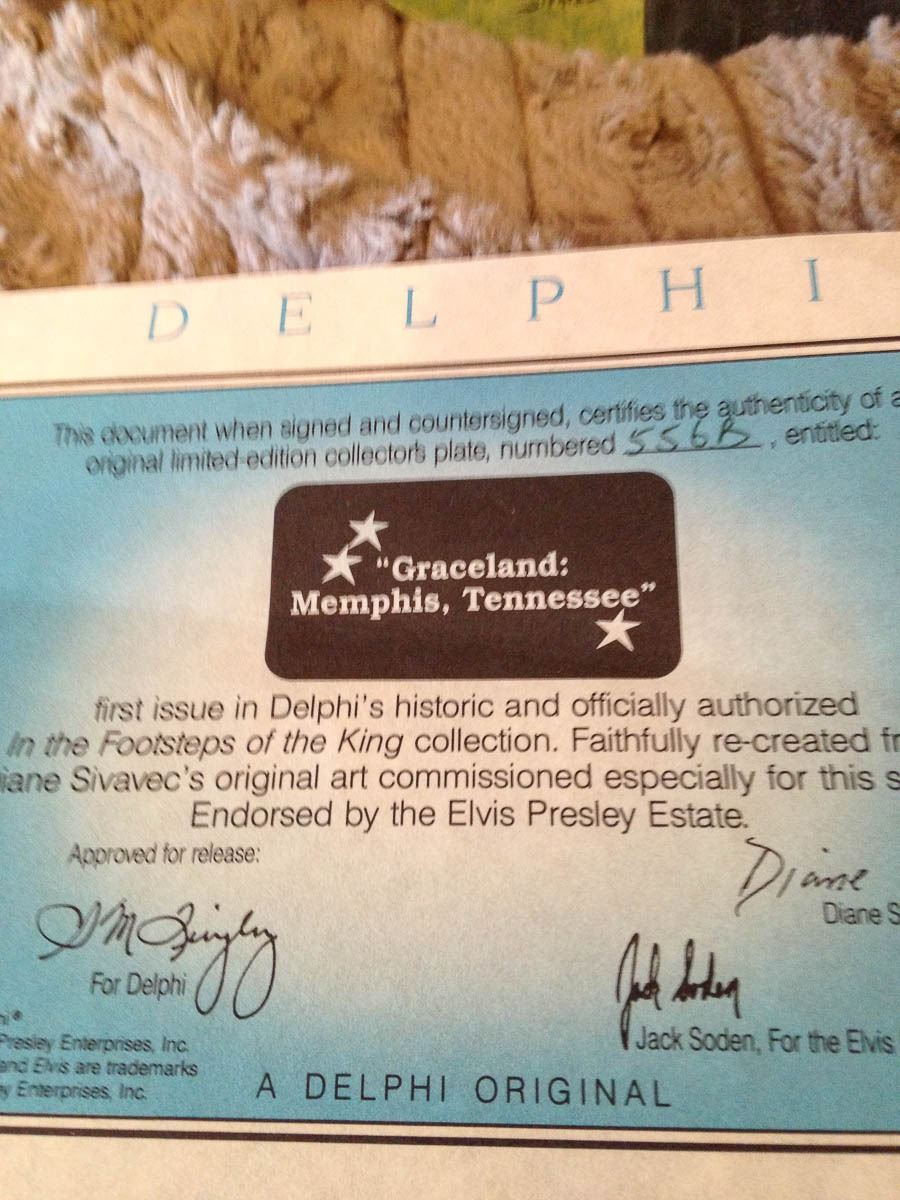 D E L P H I
This document when signed and countersigned, certifies the authenticity of a
original limited-edition collector's plate, numbered 556B, entitled:
"Graceland:
Memphis, Tennessee"
first issue in Delphi's historic and officially authorized
In the Footsteps of the King collection. Faithfully re-created fr
iane Sivavec's original art commissioned especially for this s
Endorsed by the Elvis Presley Estate.
Approved for release:
Diane
Diane S
For Delphi
Jack Soden
Jack Soden, For the Elvis
Presley Enterprises, Inc.
and Elvis are trademarks
y Enterprises, Inc.
A DELPHI ORIGINAL